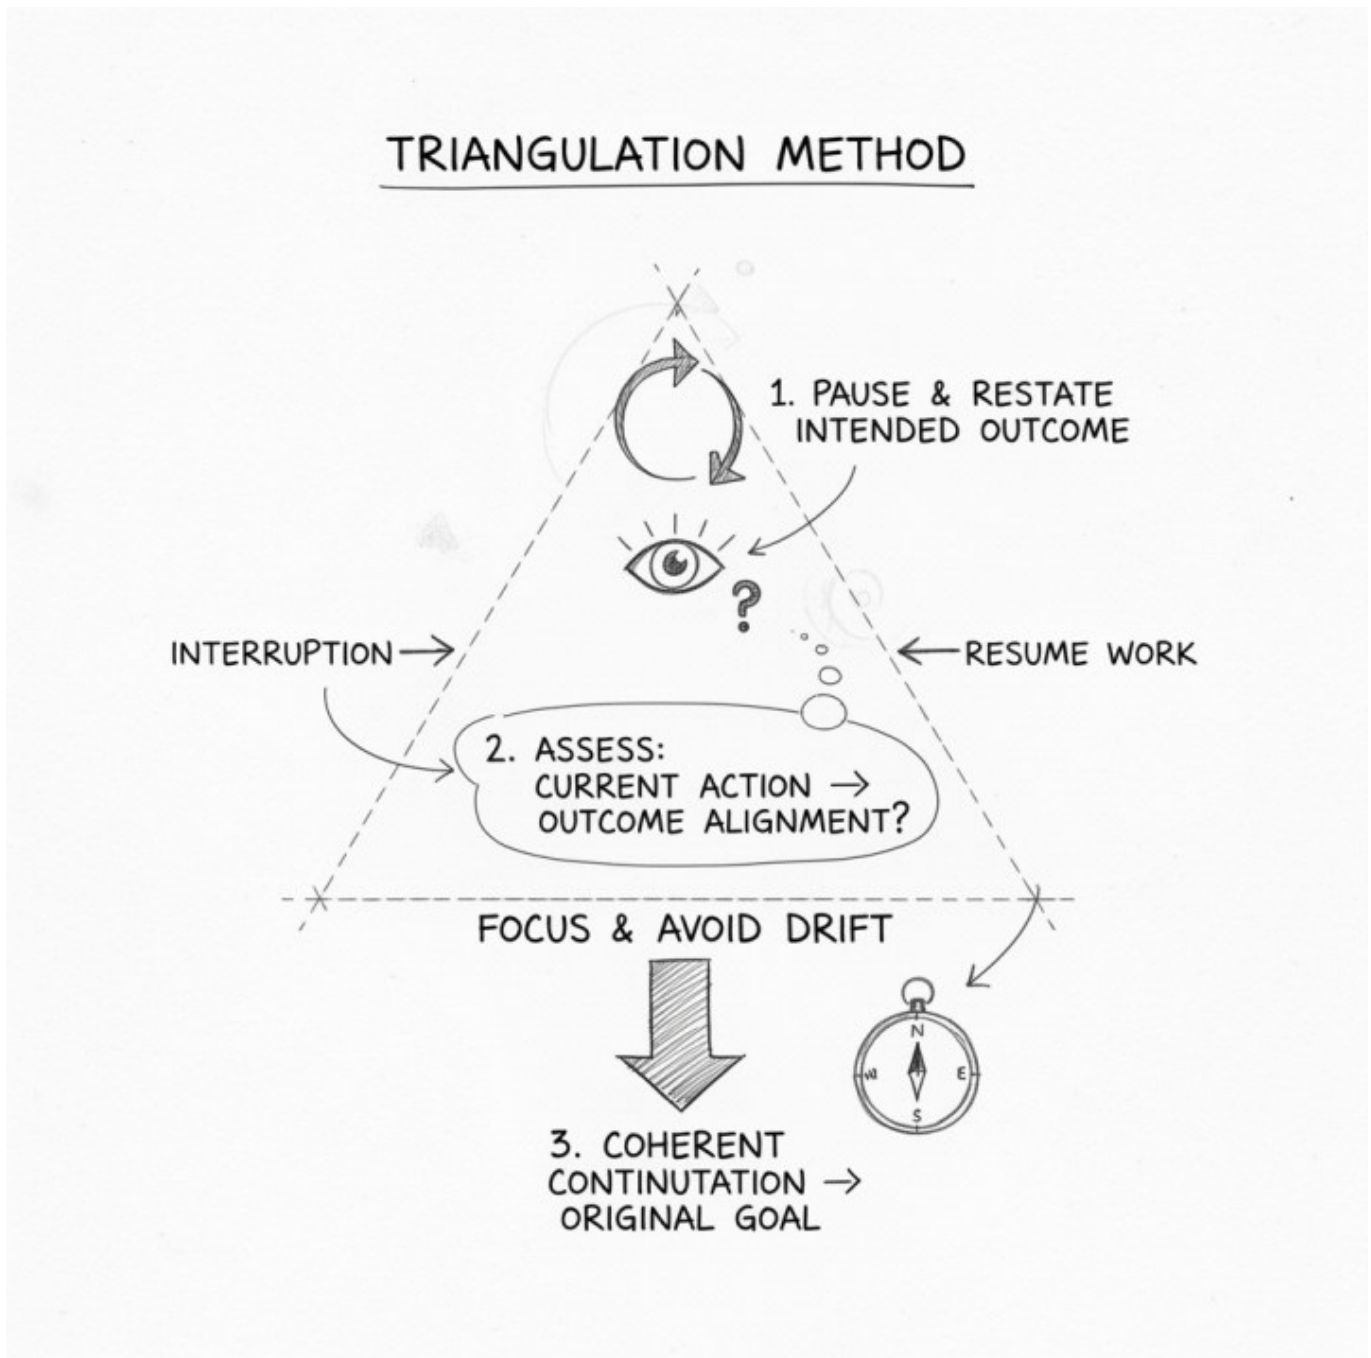 TRIANGULATION METHOD
1. PAUSE & RESTATE
INTENDED OUTCOME
?
INTERRUPTION
RESUME WORK
2. ASSESS:
CURRENT ACTION →
OUTCOME ALIGNMENT?
FOCUS & AVOID DRIFT
N
W
E
S
3. COHERENT
CONTINUTATION →
ORIGINAL GOAL